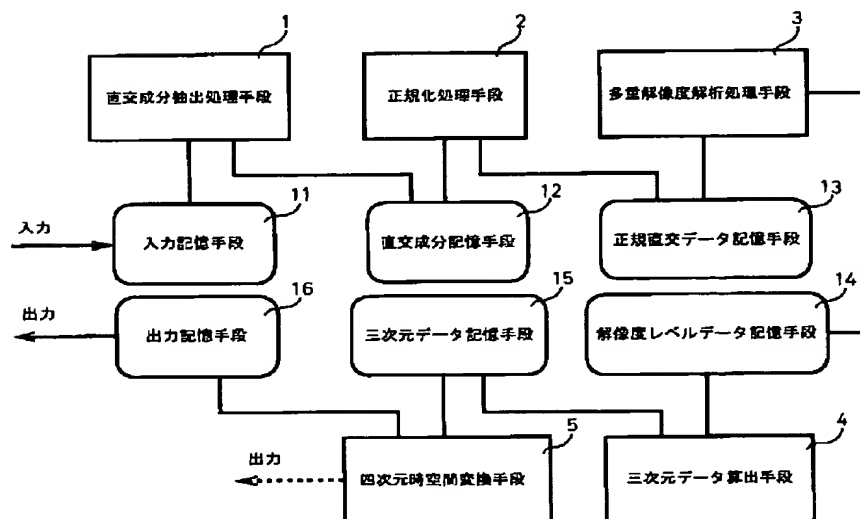 1
2
3
直交成分抽出処理手段
正規化処理手段
多重解像度解析処理手段
11
12
13
入力
入力記憶手段
直交成分記憶手段
正規直交データ記憶手段
16
15
14
出力
出力記憶手段
三次元データ記憶手段
解像度レベルデータ記憶手段
5
4
出力
四次元時空間変換手段
三次元データ算出手段